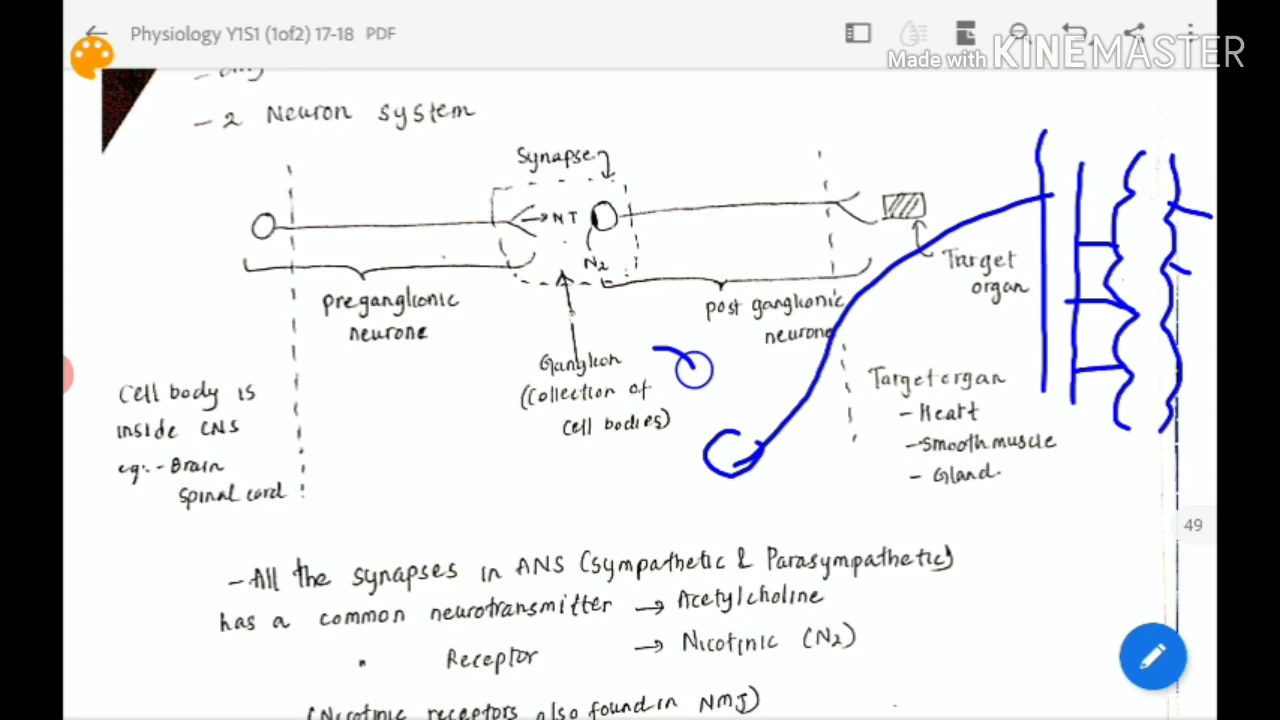 Physiology Y1S1 (1of2) 17-18 PDF
Made with KINEMASTER
- 2 Neuron system
Synapse
→ NT
N2
Target
organ
preganglionic
neurone
post ganglionic
neurone
Ganglion
(Collection of
Cell bodies)
Cell body is
inside CNS
eg:- Brain
Spinal cord
Target organ
- Heart
- Smooth muscle
- Gland
49
- All the synapses in ANS (Sympathetic & Parasympathetic)
has a common neurotransmitter → Acetylcholine
" Receptor → Nicotinic (N2)
(Nicotinic receptors also found in NMJ)